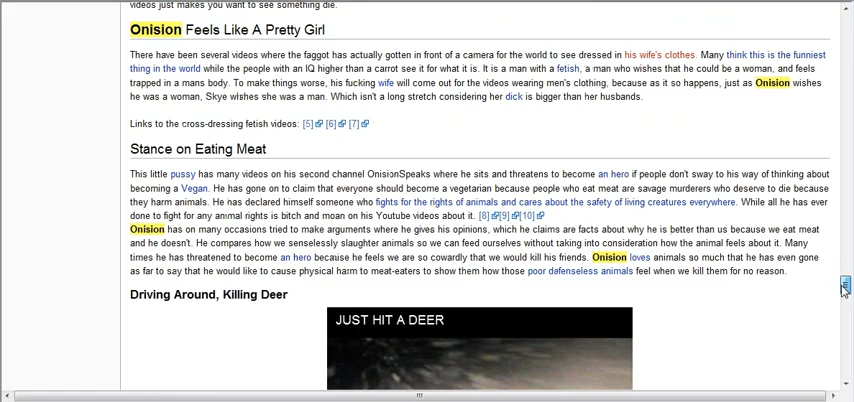 videos just makes you want to see something die.
Onision Feels Like A Pretty Girl
There have been several videos where the faggot has actually gotten in front of a camera for the world to see dressed in his wife's clothes. Many think this is the funniest
thing in the world while the people with an IQ higher than a carrot see it for what it is. It is a man with a fetish, a man who wishes that he could be a woman, and feels
trapped in a mans body. To make things worse, his fucking wife will come out for the videos wearing men's clothing, because as it so happens, just as Onision wishes
he was a woman, Skye wishes she was a man. Which isn't a long stretch considering her dick is bigger than her husbands.
Links to the cross-dressing fetish videos: [5] [6] [7]
Stance on Eating Meat
This little pussy has many videos on his second channel OnisionSpeaks where he sits and threatens to become an hero if people don't sway to his way of thinking about
becoming a Vegan. He has gone on to claim that everyone should become a vegetarian because people who eat meat are savage murderers who deserve to die because
they harm animals. He has declared himself someone who fights for the rights of animals and cares about the safety of living creatures everywhere. While all he has ever
done to fight for any animal rights is bitch and moan on his Youtube videos about it. [8] [9] [10]
Onision has on many occasions tried to make arguments where he gives his opinions, which he claims are facts about why he is better than us because we eat meat
and he doesn't. He compares how we senselessly slaughter animals so we can feed ourselves without taking into consideration how the animal feels about it. Many
times he has threatened to become an hero because he feels we are so cowardly that we would kill his friends. Onision loves animals so much that he has even gone
as far to say that he would like to cause physical harm to meat-eaters to show them how those poor defenseless animals feel when we kill them for no reason.
Driving Around, Killing Deer
JUST HIT A DEER